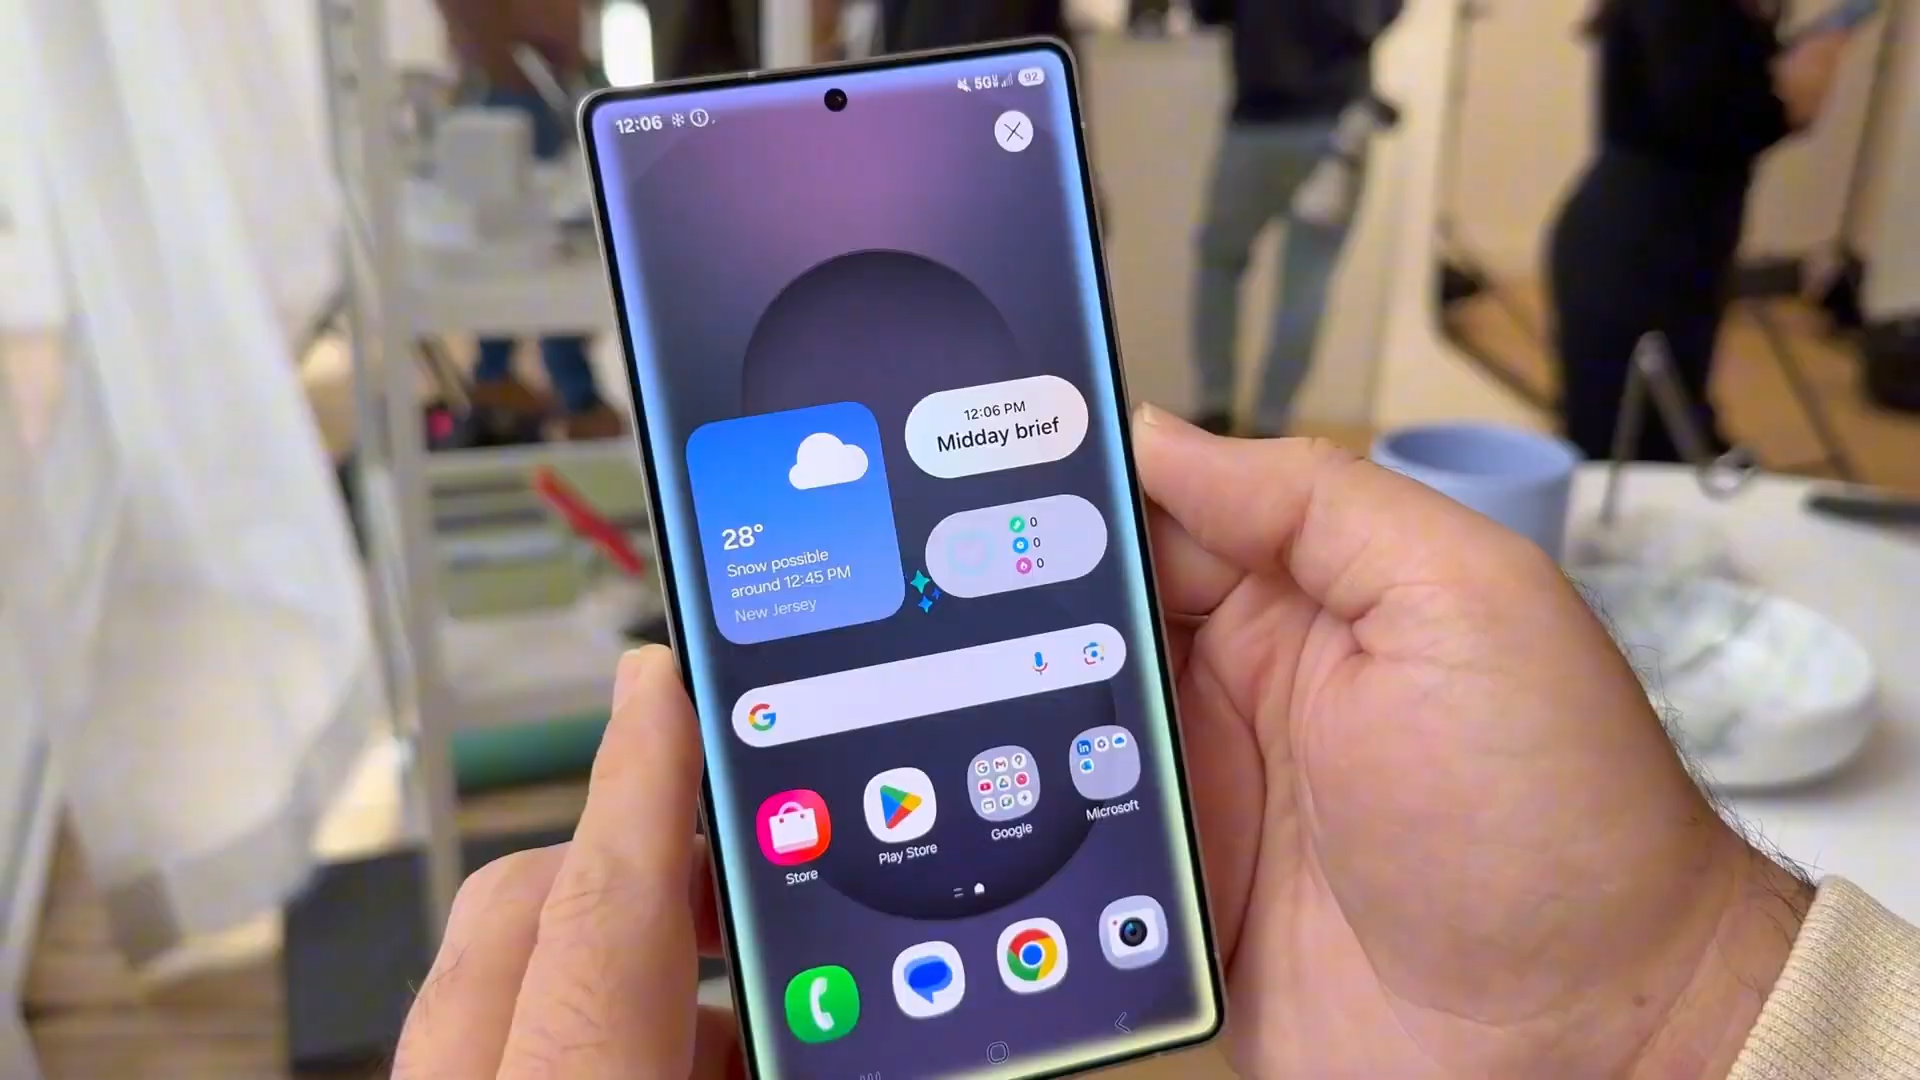 12:06
5G
92
12:06 PM
Midday brief
28°
Snow possible
around 12:45 PM
New Jersey
0
0
0
Store
Play Store
Google
Microsoft
in